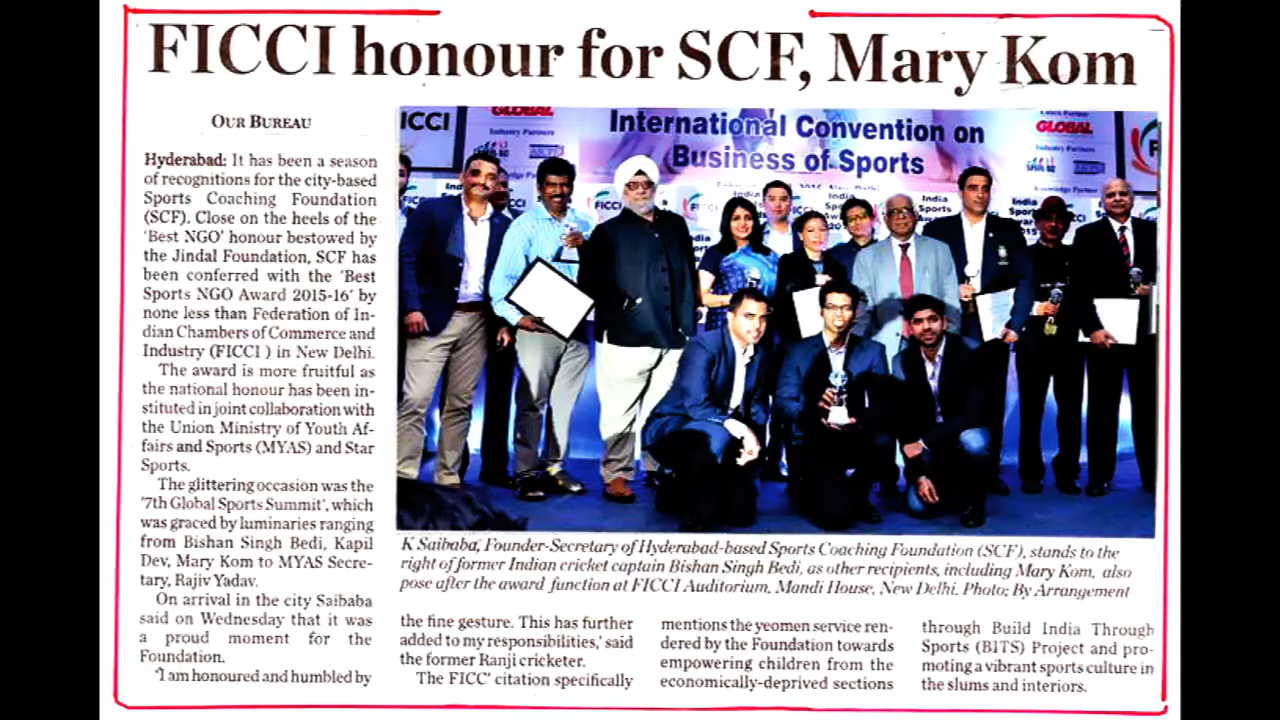 FICCI honour for SCF, Mary Kom
OUR BUREAU
Hyderabad: It has been a season
of recognitions for the city-based
Sports Coaching Foundation
(SCF). Close on the heels of the
'Best NGO' honour bestowed by
the Jindal Foundation, SCF has
been conferred with the 'Best
Sports NGO Award 2015-16' by
none less than Federation of In-
dian Chambers of Commerce and
Industry (FICCI ) in New Delhi.
The award is more fruitful as
the national honour has been in-
stituted in joint collaboration with
the Union Ministry of Youth Af-
fairs and Sports (MYAS) and Star
Sports.
The glittering occasion was the
'7th Global Sports Summit', which
was graced by luminaries ranging
from Bishan Singh Bedi, Kapil
Dev, Mary Kom to MYAS Secre-
tary, Rajiv Yadav.
On arrival in the city Saibaba
said on Wednesday that it was
a proud moment for the
Foundation.
'I am honoured and humbled by
ICCI
GLOBAL
Industry Partners
International Convention on
Business of Sports
GLOBAL
Industry Partners
Knowledge Partner
FICCI
India
Sports
K Saibaba, Founder-Secretary of Hyderabad-based Sports Coaching Foundation (SCF), stands to the
right of former Indian cricket captain Bishan Singh Bedi, as other recipients, including Mary Kom, also
pose after the award function at FICCI Auditorium, Mandi House, New Delhi. Photo: By Arrangement
the fine gesture. This has further
added to my responsibilities,' said
the former Ranji cricketer.
The FICC' citation specifically
mentions the yeomen service ren-
dered by the Foundation towards
empowering children from the
economically-deprived sections
through Build India Through
Sports (BITS) Project and pro-
moting a vibrant sports culture in
the slums and interiors.